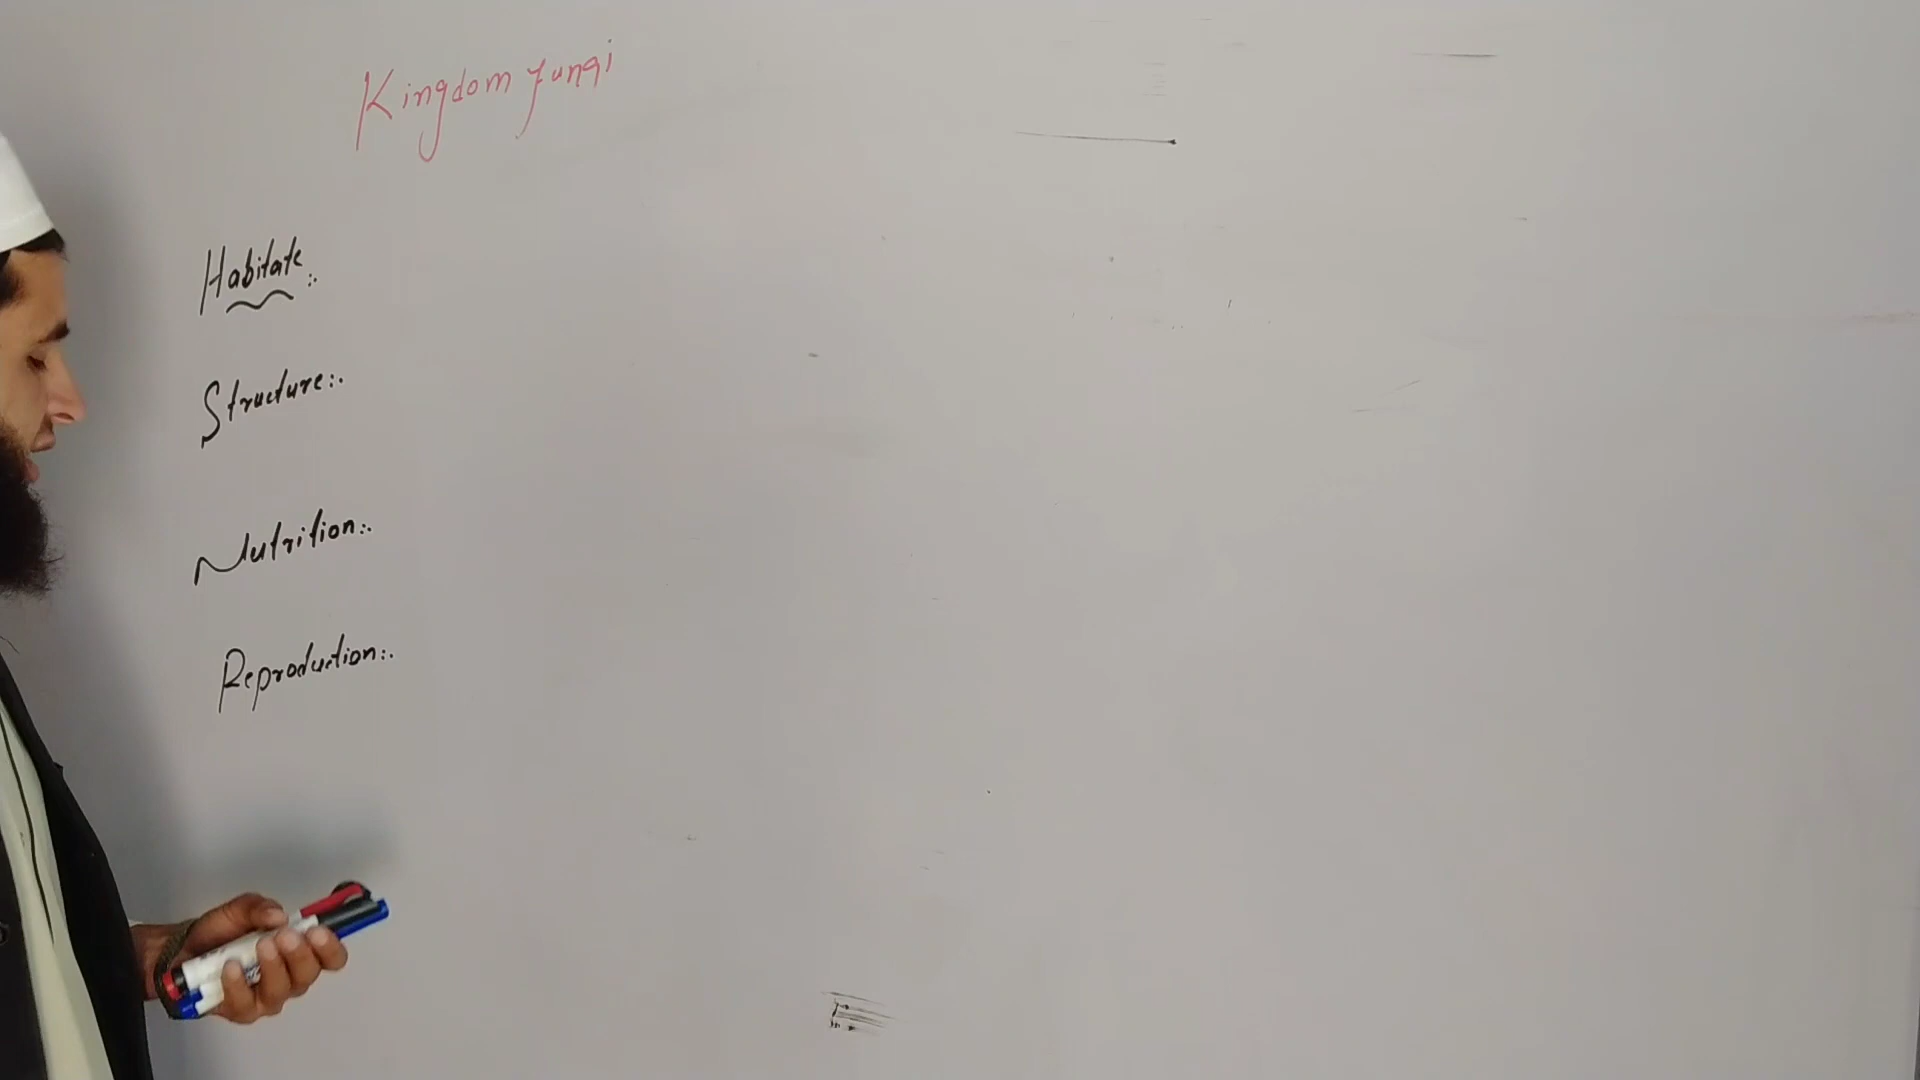 Kingdom fungi
Habitate:.
Structure:.
Nutrition:.
Reproduction:.